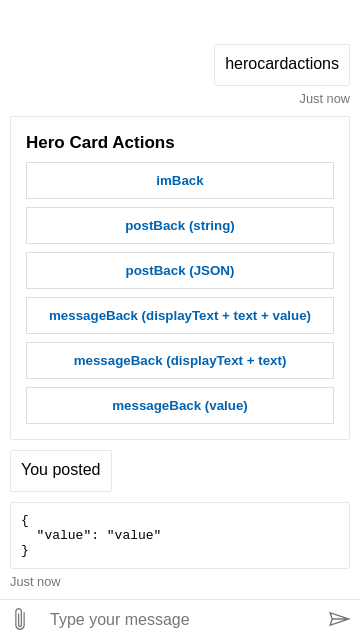 herocardactions
Just now
Hero Card Actions
imBack
postBack (string)
postBack (JSON)
messageBack (displayText + text + value)
messageBack (displayText + text)
messageBack (value)
You posted
{
  "value": "value"
}
Just now
Type your message